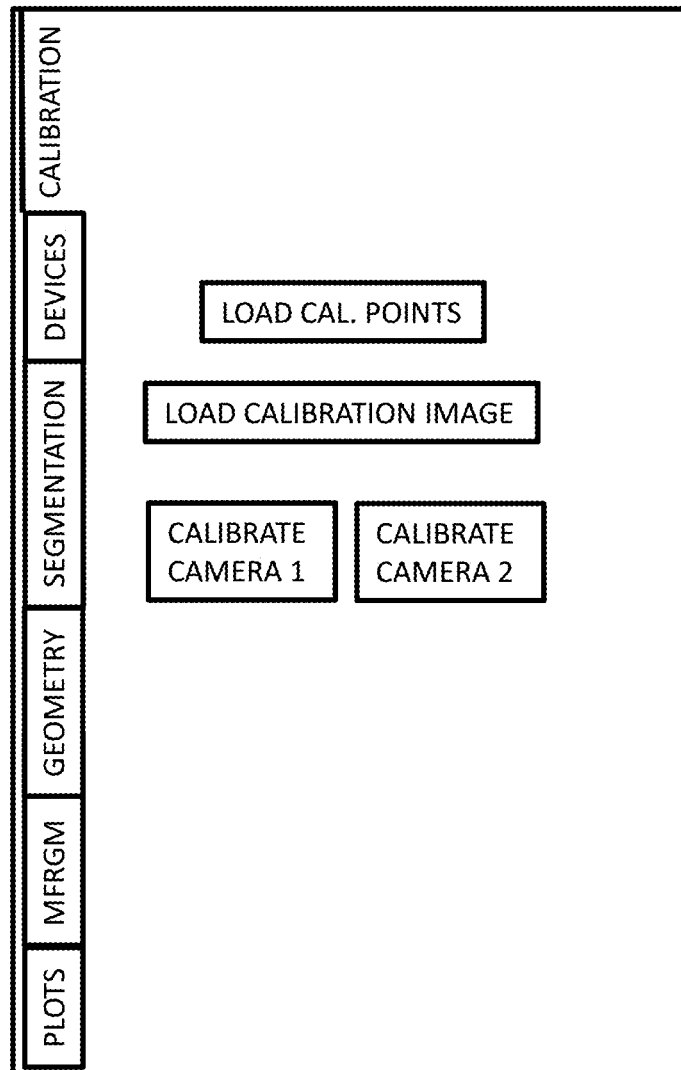 CALIBRATION
DEVICES
SEGMENTATION
GEOMETRY
MFRGM
PLOTS
LOAD CAL. POINTS
LOAD CALIBRATION IMAGE
CALIBRATE
CAMERA 1
CALIBRATE
CAMERA 2